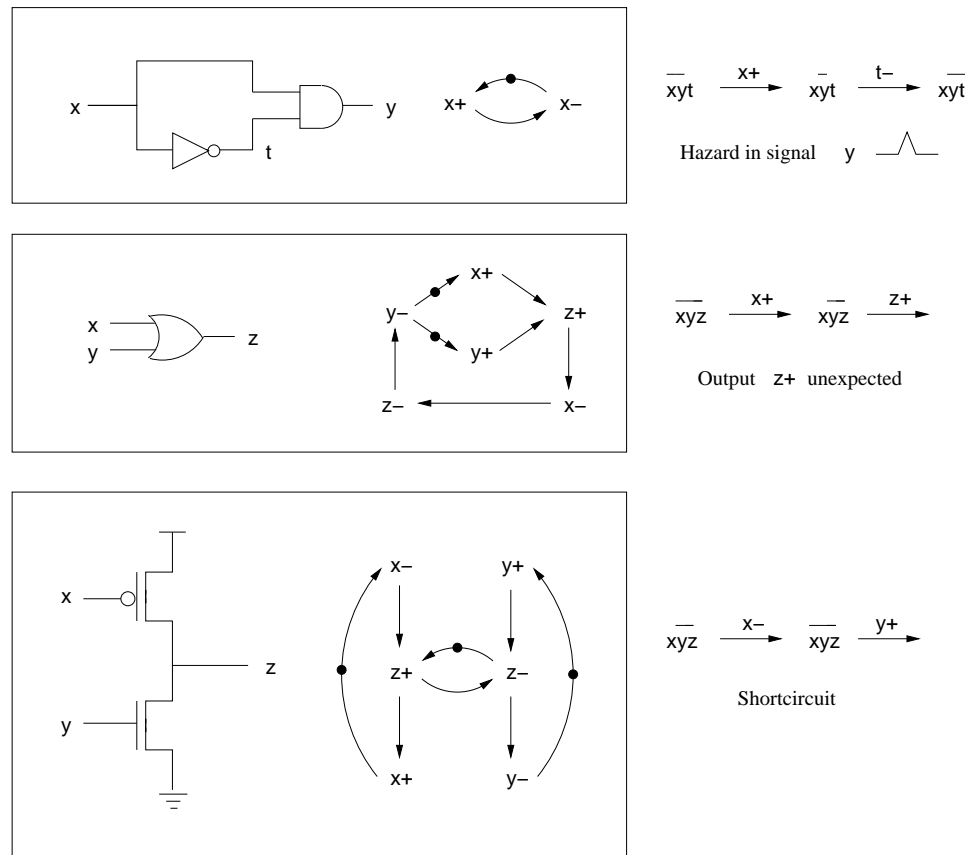 x+ t−
x y x+ x− xyt xyt xyt
t Hazard in signal y
x+
x+ z+
x z y− z+ xyz xyz
y y+
Output z+ unexpected
z− x−
x− y+
x x− y+
xyz xyz
z z+ z− Shortcircuit
y
x+ y−